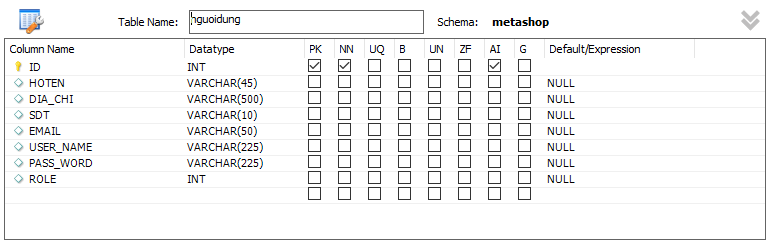 Table Name: nguoidung Schema: metashop
Column Name Datatype PK NN UQ B UN ZF AI G Default/Expression
ID INT
HOTEN VARCHAR(45) NULL
DIA_CHI VARCHAR(500) NULL
SDT VARCHAR(10) NULL
EMAIL VARCHAR(50) NULL
USER_NAME VARCHAR(225) NULL
PASS_WORD VARCHAR(225) NULL
ROLE INT NULL